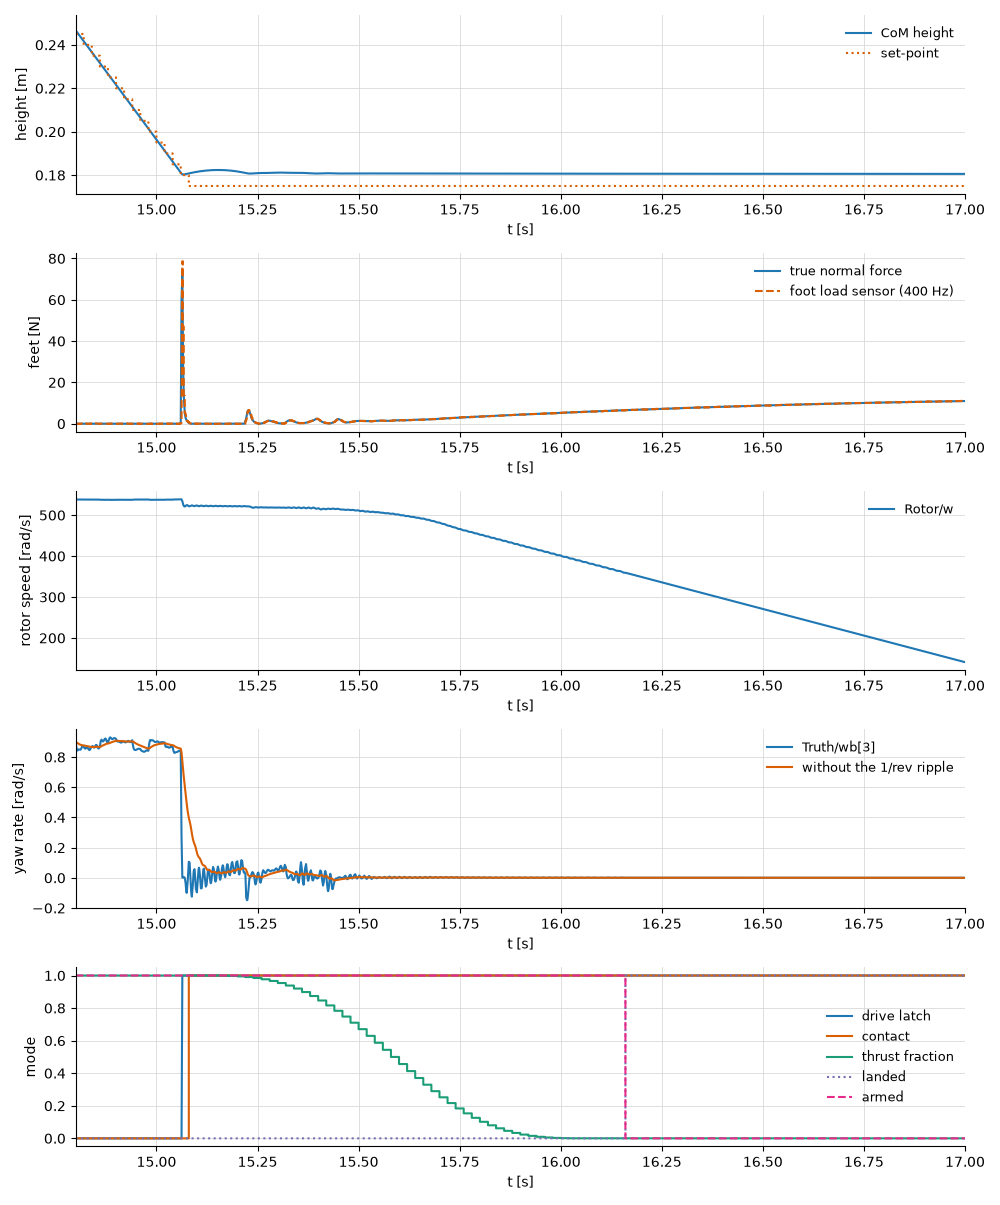 0.24
0.22
0.20
0.18
height [m]
CoM height
set-point
15.00 15.25 15.50 15.75 16.00 16.25 16.50 16.75 17.00
t [s]
80
60
40
20
0
feet [N]
true normal force
foot load sensor (400 Hz)
15.00 15.25 15.50 15.75 16.00 16.25 16.50 16.75 17.00
t [s]
500
400
300
200
rotor speed [rad/s]
Rotor/w
15.00 15.25 15.50 15.75 16.00 16.25 16.50 16.75 17.00
t [s]
0.8
0.6
0.4
0.2
0.0
−0.2
yaw rate [rad/s]
Truth/wb[3]
without the 1/rev ripple
15.00 15.25 15.50 15.75 16.00 16.25 16.50 16.75 17.00
t [s]
1.0
0.8
0.6
0.4
0.2
0.0
mode
drive latch
contact
thrust fraction
landed
armed
15.00 15.25 15.50 15.75 16.00 16.25 16.50 16.75 17.00
t [s]